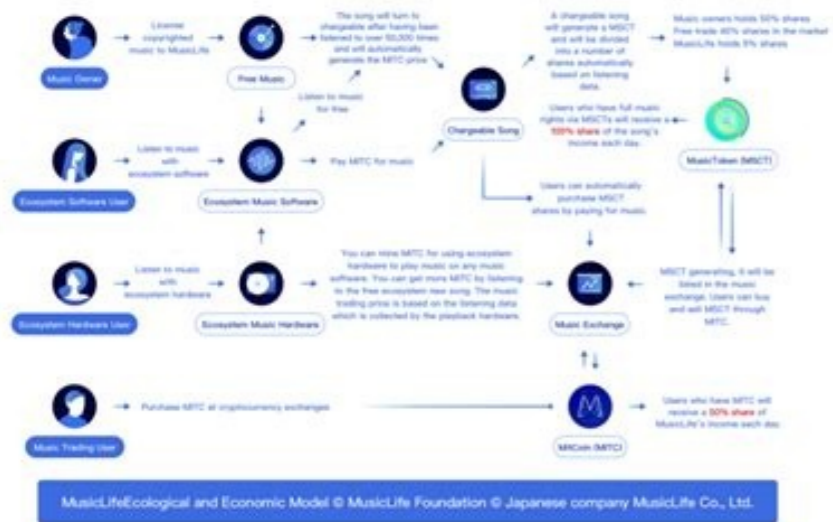 License
copyrighted
music to MusicLife
The song will turn to
chargeable after having been
listened to over 50,000 times
and will automatically
generate the MITC price
A chargeable song
will generate a MSCT
and will be divided
into a number of
shares automatically
based on listening
data.
Music owners holds 50% shares
Free trade 40% shares in the market
MusicLife holds 5% shares
Music Owner
Free Music
Listen to music
for free
Chargeable Song
Users who have full music
rights via MSCTs will receive a
100% share of the song's
income each day.
MusicToken (MSCT)
Listen to music
with
ecosystem software
Pay MITC for music
Ecosystem Software User
Ecosystem Music Software
Users can automatically
purchase MSCT
shares by paying for music.
Listen to music
with
ecosystem hardware
You can mine MITC for using ecosystem
hardware to play music on any music
software. You can get more MITC by listening
to the free ecosystem new song. The music
trading price is based on the listening data
which is collected by the playback hardware.
MSCT generating, it will be
listed in the music
exchange. Users can buy
and sell MSCT through
MITC.
Ecosystem Hardware User
Ecosystem Music Hardware
Music Exchange
Purchase MITC at cryptocurrency exchanges
Users who have MITC will
receive a 50% share of
MusicLife's income each day.
Music Trading User
MitCoin (MITC)
MusicLifeEcological and Economic Model © MusicLife Foundation © Japanese company MusicLife Co., Ltd.